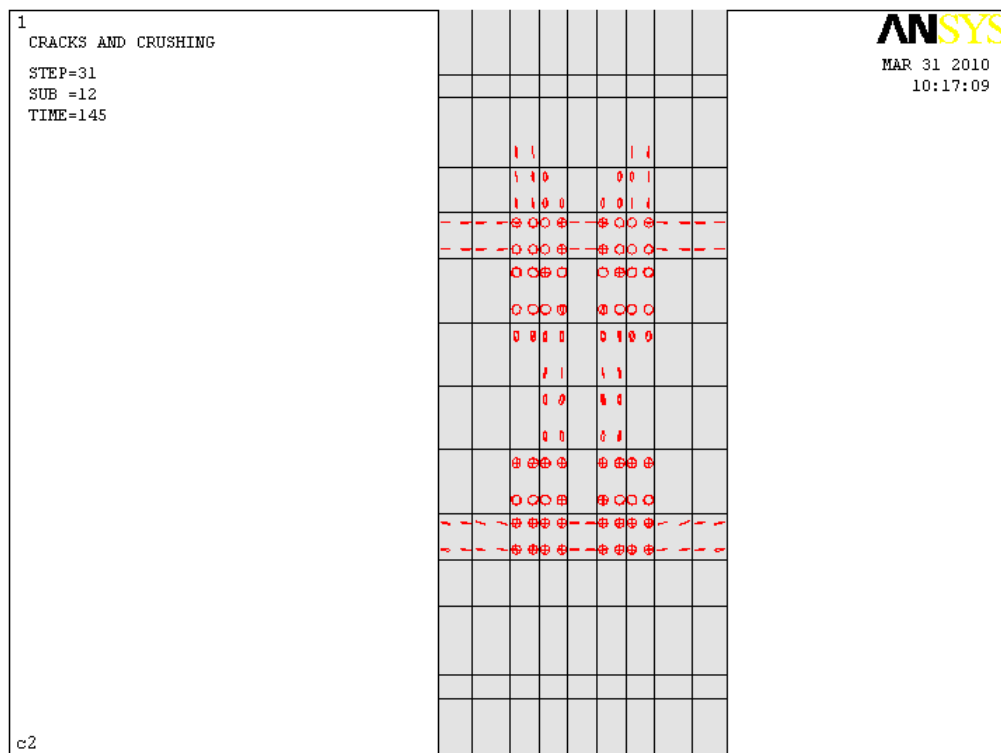 1
CRACKS AND CRUSHING
STEP=31
SUB =12
TIME=145
ANSYS
MAR 31 2010
10:17:09
c2